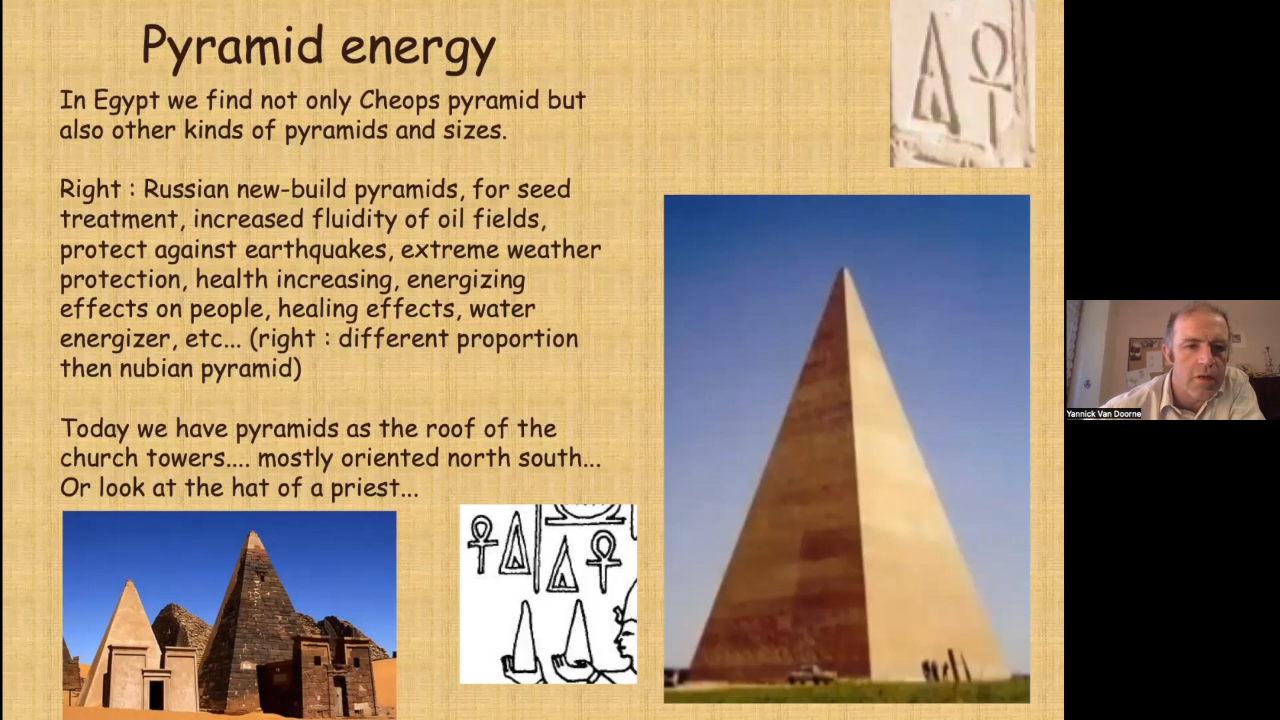 Pyramid energy
In Egypt we find not only Cheops pyramid but
also other kinds of pyramids and sizes.
Right : Russian new-build pyramids, for seed
treatment, increased fluidity of oil fields,
protect against earthquakes, extreme weather
protection, health increasing, energizing
effects on people, healing effects, water
energizer, etc... (right : different proportion
then nubian pyramid)
Today we have pyramids as the roof of the
church towers.... mostly oriented north south...
Or look at the hat of a priest...
Yannick Van Doorne